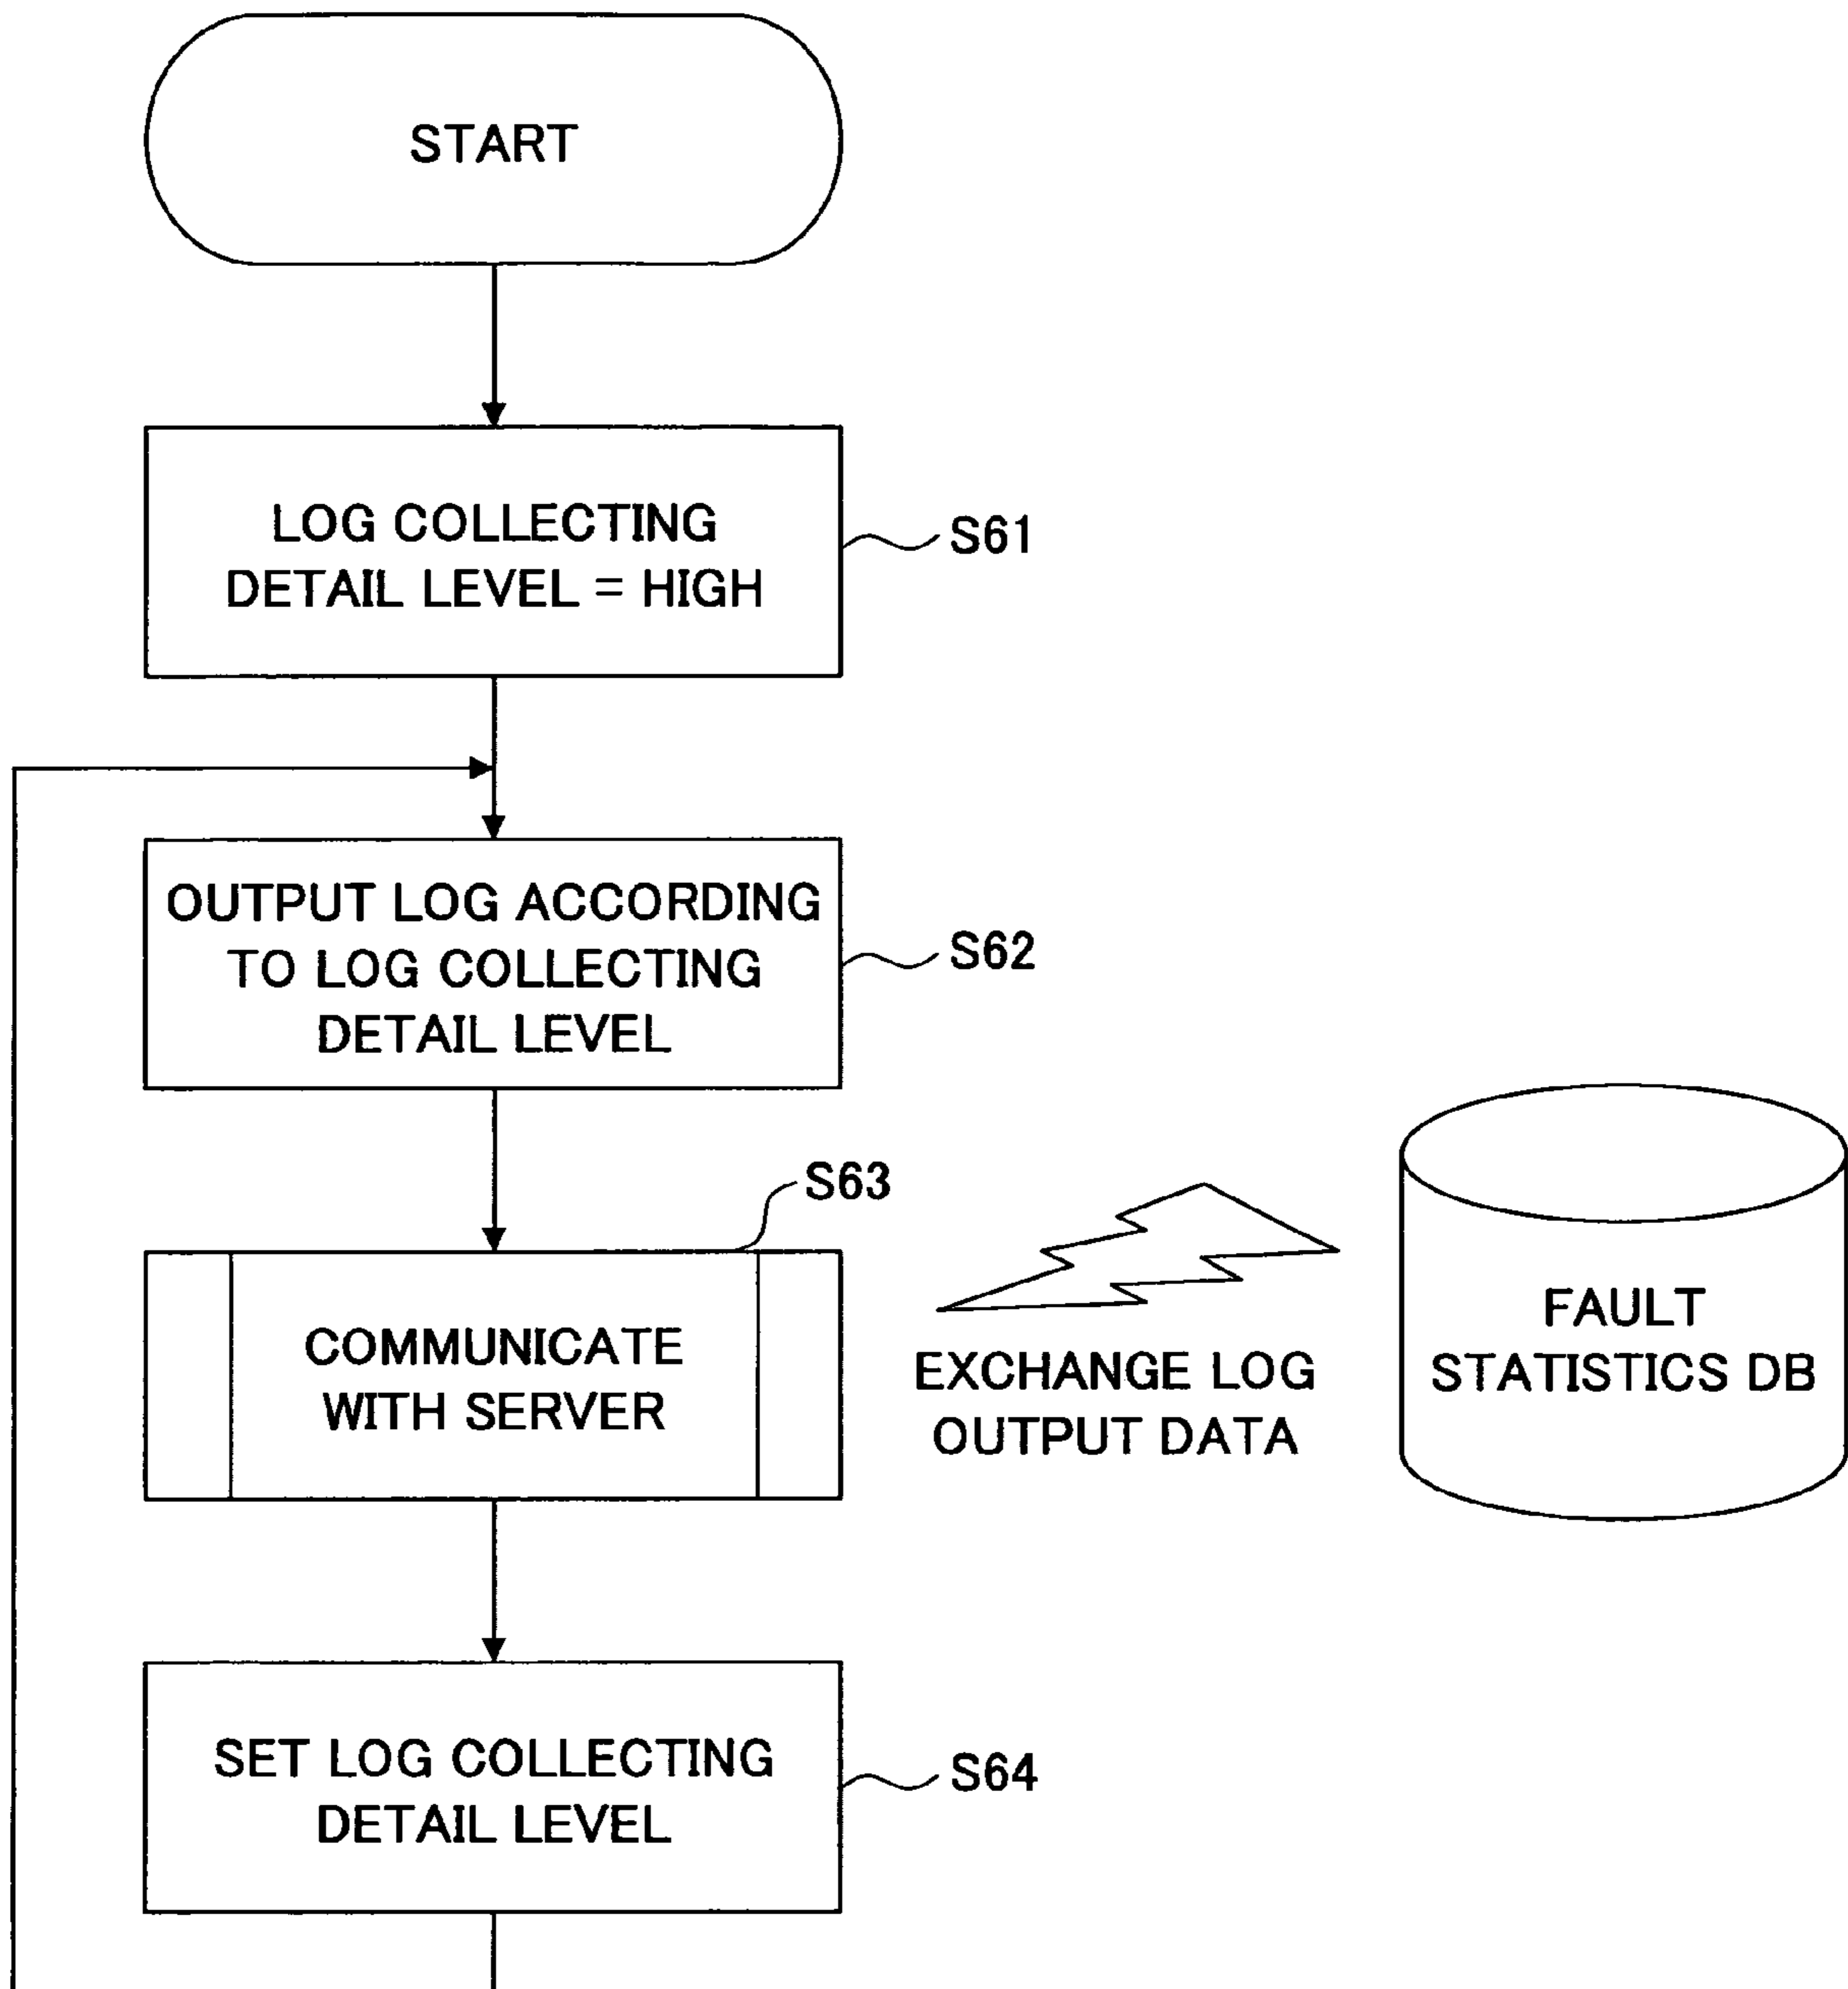 START
LOG COLLECTING
DETAIL LEVEL = HIGH
S61
OUTPUT LOG ACCORDING
TO LOG COLLECTING
DETAIL LEVEL
S62
S63
COMMUNICATE
WITH SERVER
EXCHANGE LOG
OUTPUT DATA
FAULT
STATISTICS DB
SET LOG COLLECTING
DETAIL LEVEL
S64